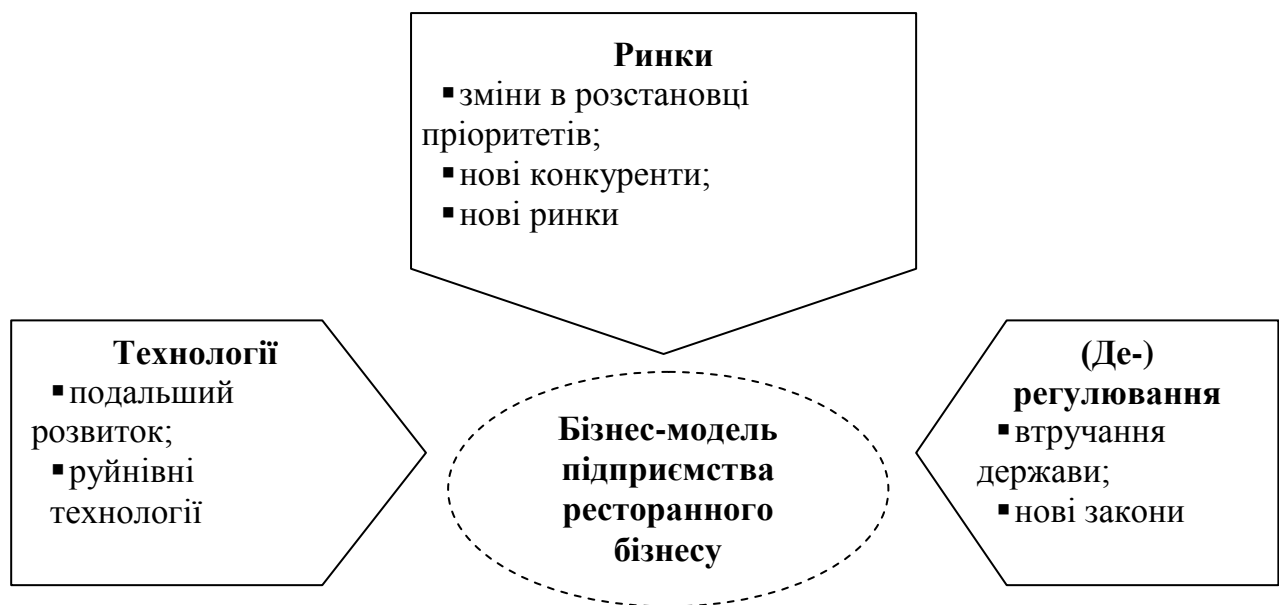 Ринки
▪зміни в розстановці
пріоритетів;
▪нові конкуренти;
▪нові ринки
Технології
▪подальший
розвиток;
▪руйнівні
технології
Бізнес-модель
підприємства
ресторанного
бізнесу
(Де-)
регулювання
▪втручання
держави;
▪нові закони